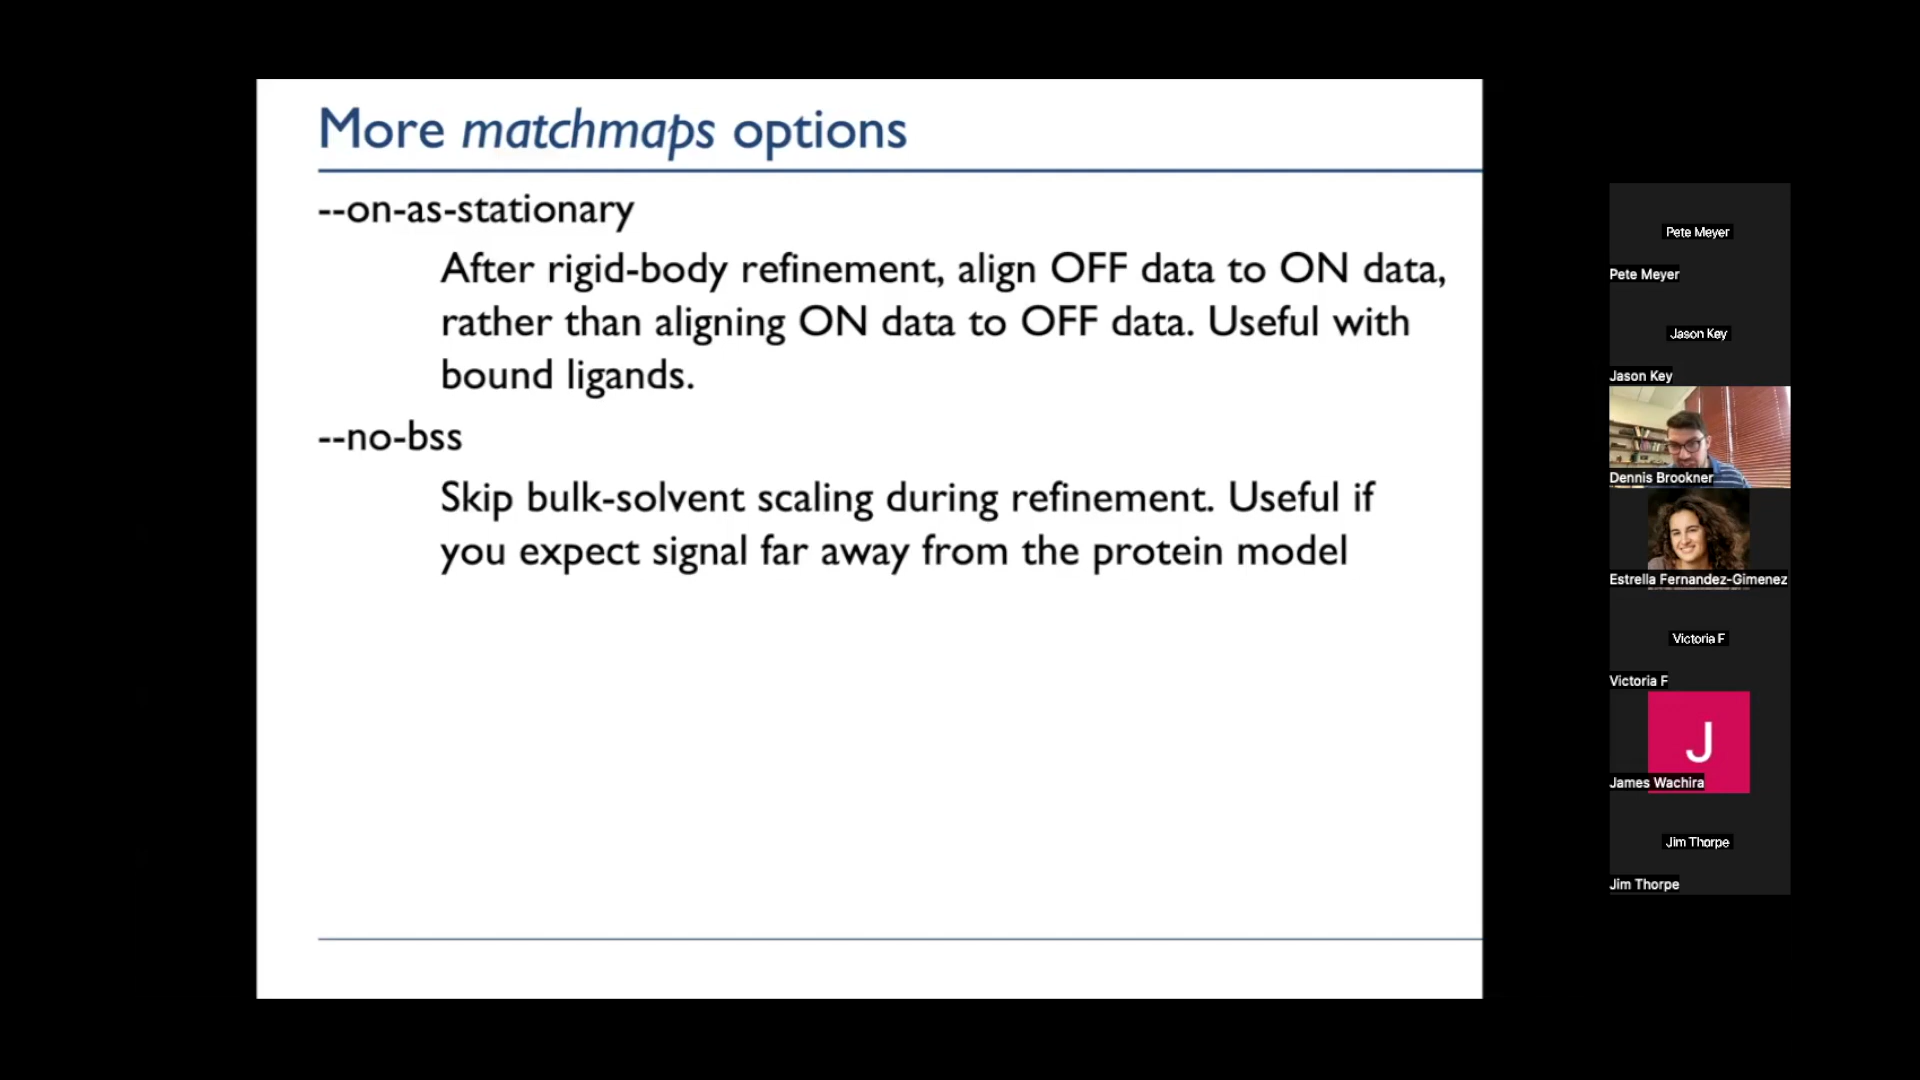 More matchmaps options
--on-as-stationary
After rigid-body refinement, align OFF data to ON data,
rather than aligning ON data to OFF data. Useful with
bound ligands.
--no-bss
Skip bulk-solvent scaling during refinement. Useful if
you expect signal far away from the protein model
Pete Meyer
Pete Meyer
Jason Key
Jason Key
Dennis Brookner
Estrella Fernandez-Gimenez
Victoria F
Victoria F
J
James Wachira
Jim Thorpe
Jim Thorpe